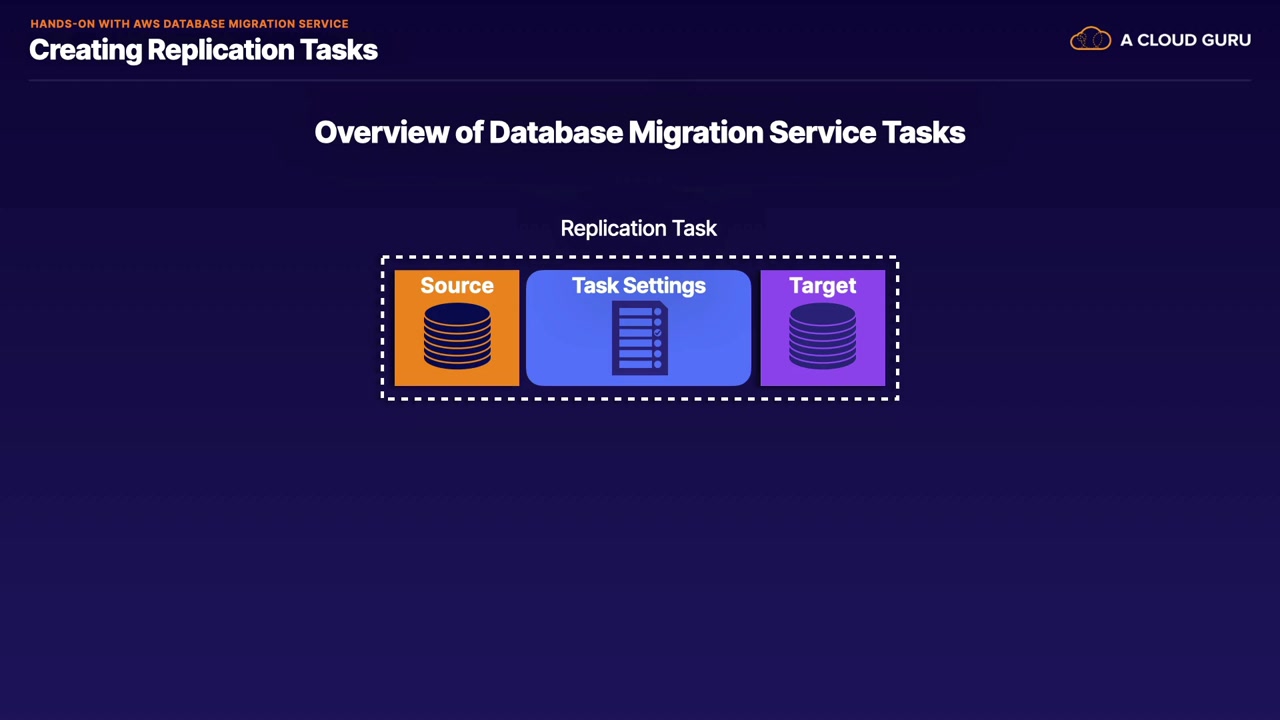 HANDS-ON WITH AWS DATABASE MIGRATION SERVICE
Creating Replication Tasks
A CLOUD GURU
Overview of Database Migration Service Tasks
Replication Task
Source
Task Settings
Target